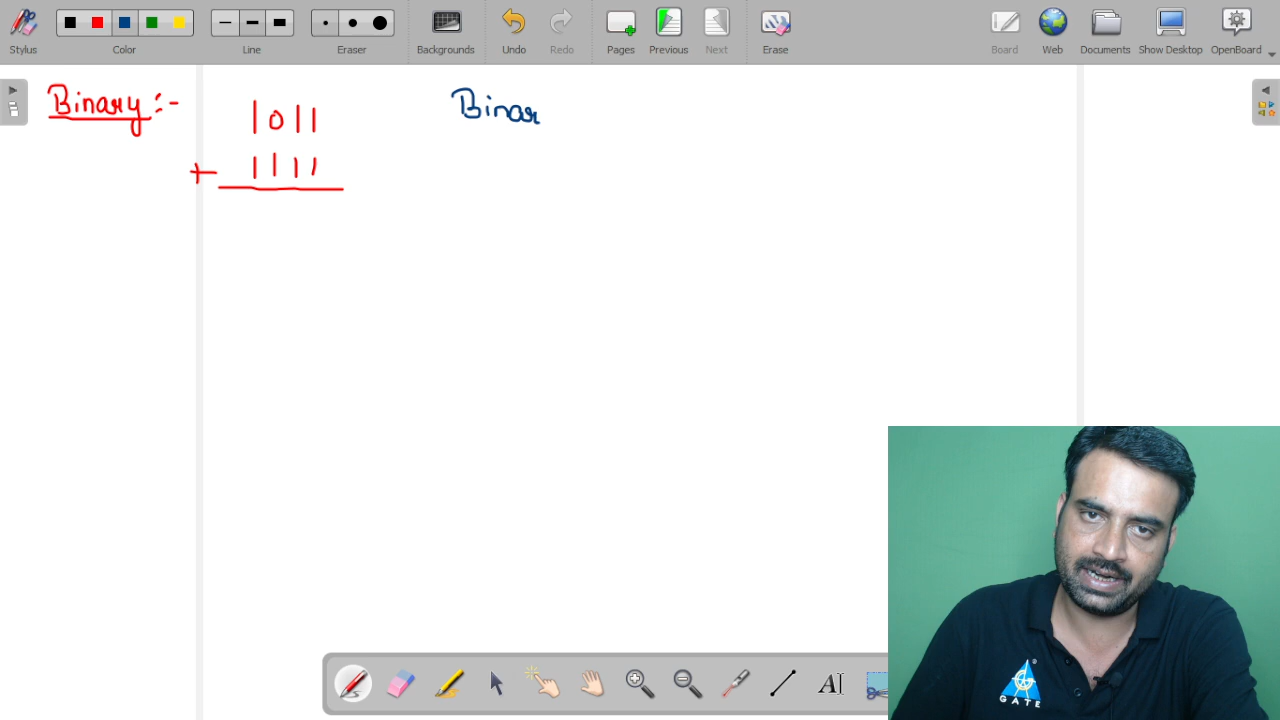 Stylus
Color
Line
Eraser
Backgrounds
Undo
Redo
Pages
Previous
Next
Erase
Board
Web
Documents
Show Desktop
OpenBoard
Binary :-
1011
+ 1111
Binar
AI
GATE